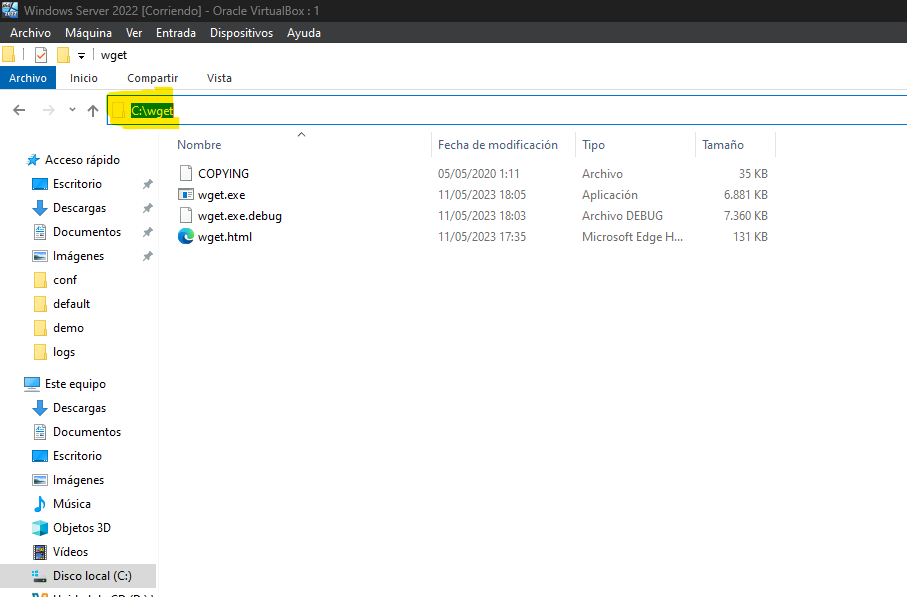 Windows Server 2022 [Corriendo] - Oracle VirtualBox : 1
Archivo Máquina Ver Entrada Dispositivos Ayuda
wget
Archivo Inicio Compartir Vista
C:\wget
Nombre Fecha de modificación Tipo Tamaño
COPYING 05/05/2020 1:11 Archivo 35 KB
wget.exe 11/05/2023 18:05 Aplicación 6.881 KB
wget.exe.debug 11/05/2023 18:03 Archivo DEBUG 7.360 KB
wget.html 11/05/2023 17:35 Microsoft Edge H... 131 KB
Acceso rápido
Escritorio
Descargas
Documentos
Imágenes
conf
default
demo
logs
Este equipo
Descargas
Documentos
Escritorio
Imágenes
Música
Objetos 3D
Vídeos
Disco local (C:)